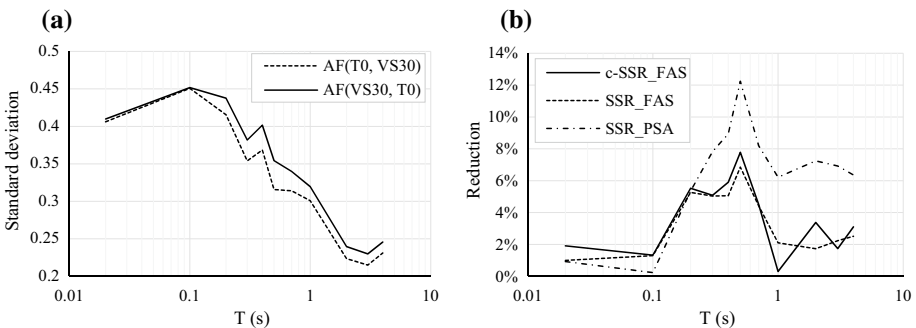 (a)
Standard deviation
0.5
0.45
0.4
0.35
0.3
0.25
0.2
AF(T0, VS30)
AF(VS30, T0)
0.01
0.1
1
10
T (s)
(b)
Reduction
14%
12%
10%
8%
6%
4%
2%
0%
c-SSR_FAS
SSR_FAS
SSR_PSA
0.01
0.1
1
10
T (s)